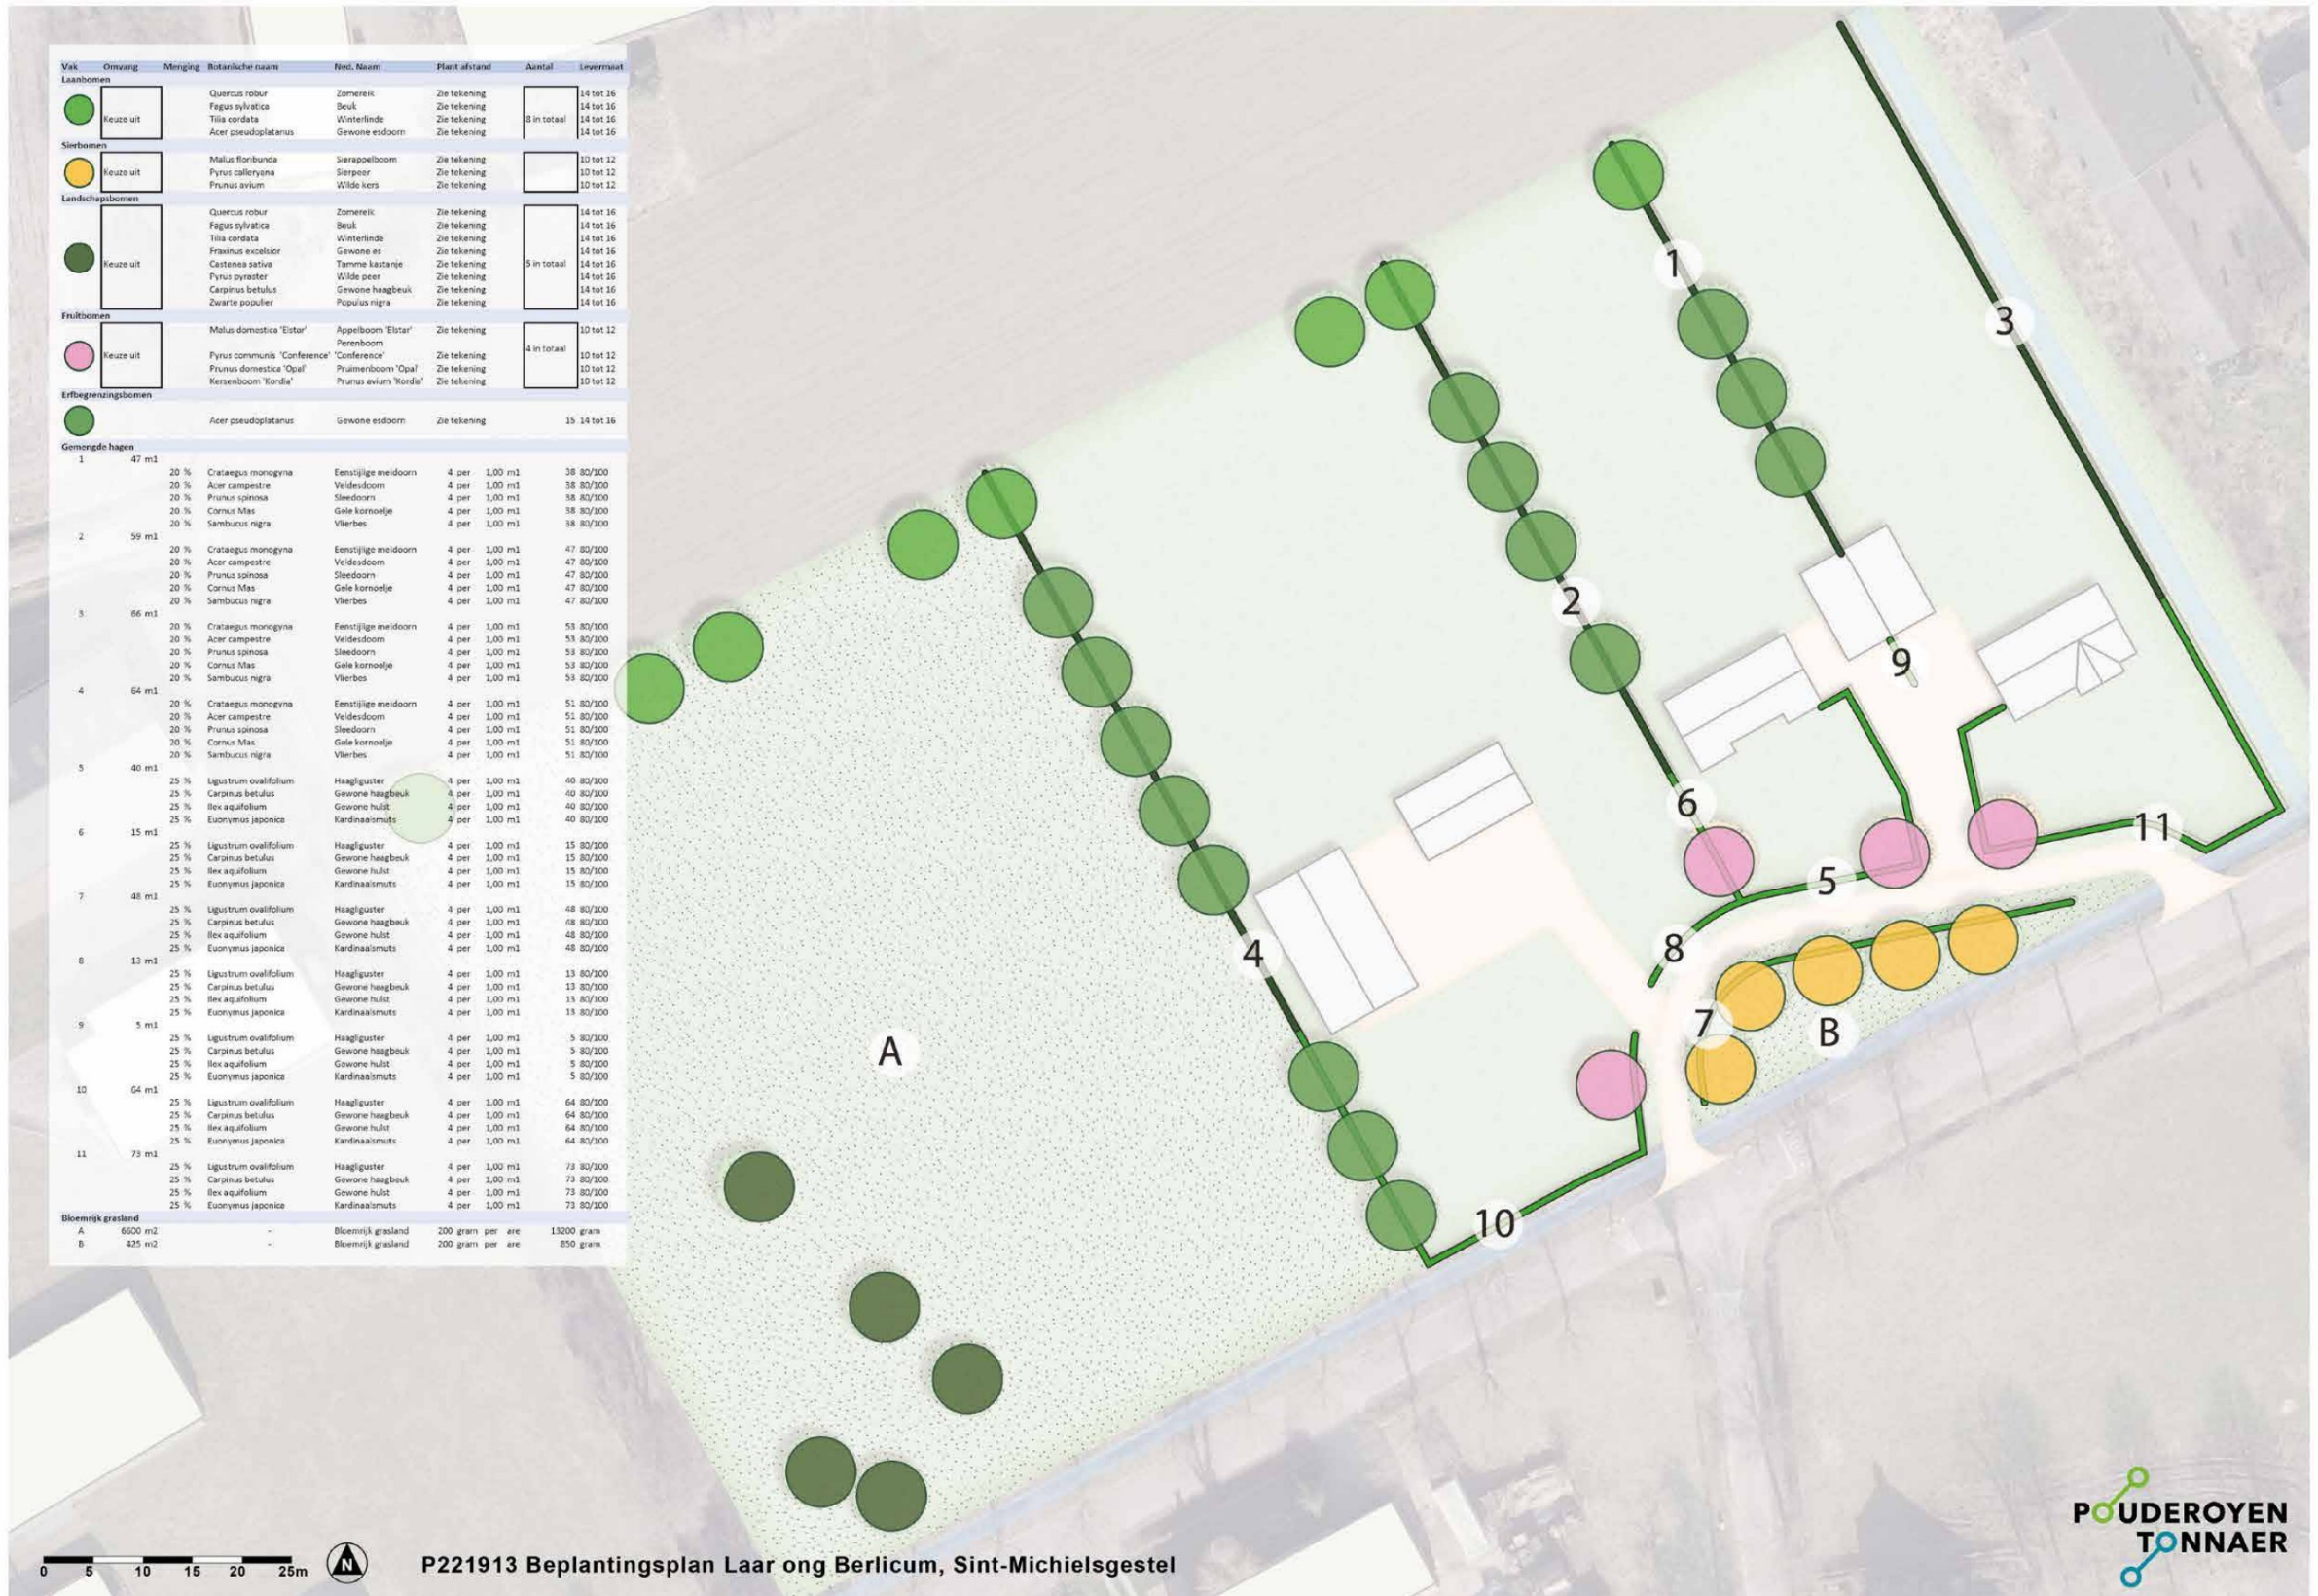 Vak Omvang Menging Botanische naam Ned. Naam Plant afstand Aantal Levermaat
Laanbomen
Quercus robur Zomereik Zie tekening 14 tot 16
Fagus sylvatica Beuk Zie tekening 14 tot 16
Keuze uit Tilia cordata Winterlinde Zie tekening 8 in totaal 14 tot 16
Acer pseudoplatanus Gewone esdoorn Zie tekening 14 tot 16
Sierbomen
Malus floribunda Sierappelboom Zie tekening 10 tot 12
Keuze uit Pyrus calleryana Sierpeer Zie tekening 10 tot 12
Prunus avium Wilde kers Zie tekening 10 tot 12
Landschapsbomen
Quercus robur Zomereik Zie tekening 14 tot 16
Fagus sylvatica Beuk Zie tekening 14 tot 16
Tilia cordata Winterlinde Zie tekening 14 tot 16
Fraxinus excelsior Gewone es Zie tekening 14 tot 16
Keuze uit Castenea sativa Tamme kastanje Zie tekening 5 in totaal 14 tot 16
Pyrus pyraster Wilde peer Zie tekening 14 tot 16
Carpinus betulus Gewone haagbeuk Zie tekening 14 tot 16
Zwarte populier Populus nigra Zie tekening 14 tot 16
Fruitbomen
Malus domestica 'Elstar' Appelboom 'Elstar' Zie tekening 10 tot 12
Perenboom
4 in totaal
Keuze uit Pyrus communis 'Conference' 'Conference' Zie tekening 10 tot 12
Prunus domestica 'Opal' Pruimenboom 'Opal' Zie tekening 10 tot 12
Kersenboom 'Kordia' Prunus avium 'Kordia' Zie tekening 10 tot 12
Erfbegrenzingsbomen
Acer pseudoplatanus Gewone esdoorn Zie tekening 15 14 tot 16
Gemengde hagen
1 47 m1
20 % Crataegus monogyna Eenstijlige meidoorn 4 per 1,00 m1 38 80/100
20 % Acer campestre Veldesdoorn 4 per 1,00 m1 38 80/100
20 % Prunus spinosa Sleedoorn 4 per 1,00 m1 38 80/100
20 % Cornus Mas Gele kornoelje 4 per 1,00 m1 38 80/100
20 % Sambucus nigra Vlierbes 4 per 1,00 m1 38 80/100
2 59 m1
20 % Crataegus monogyna Eenstijlige meidoorn 4 per 1,00 m1 47 80/100
20 % Acer campestre Veldesdoorn 4 per 1,00 m1 47 80/100
20 % Prunus spinosa Sleedoorn 4 per 1,00 m1 47 80/100
20 % Cornus Mas Gele kornoelje 4 per 1,00 m1 47 80/100
20 % Sambucus nigra Vlierbes 4 per 1,00 m1 47 80/100
3 66 m1
20 % Crataegus monogyna Eenstijlige meidoorn 4 per 1,00 m1 53 80/100
20 % Acer campestre Veldesdoorn 4 per 1,00 m1 53 80/100
20 % Prunus spinosa Sleedoorn 4 per 1,00 m1 53 80/100
20 % Cornus Mas Gele kornoelje 4 per 1,00 m1 53 80/100
20 % Sambucus nigra Vlierbes 4 per 1,00 m1 53 80/100
4 64 m1
20 % Crataegus monogyna Eenstijlige meidoorn 4 per 1,00 m1 51 80/100
20 % Acer campestre Veldesdoorn 4 per 1,00 m1 51 80/100
20 % Prunus spinosa Sleedoorn 4 per 1,00 m1 51 80/100
20 % Cornus Mas Gele kornoelje 4 per 1,00 m1 51 80/100
20 % Sambucus nigra Vlierbes 4 per 1,00 m1 51 80/100
5 40 m1
25 % Ligustrum ovalifolium Haagliguster 4 per 1,00 m1 40 80/100
25 % Carpinus betulus Gewone haagbeuk 4 per 1,00 m1 40 80/100
25 % Ilex aquifolium Gewone hulst 4 per 1,00 m1 40 80/100
25 % Euonymus japonica Kardinaalsmuts 4 per 1,00 m1 40 80/100
6 15 m1
25 % Ligustrum ovalifolium Haagliguster 4 per 1,00 m1 15 80/100
25 % Carpinus betulus Gewone haagbeuk 4 per 1,00 m1 15 80/100
25 % Ilex aquifolium Gewone hulst 4 per 1,00 m1 15 80/100
25 % Euonymus japonica Kardinaalsmuts 4 per 1,00 m1 15 80/100
7 48 m1
25 % Ligustrum ovalifolium Haagliguster 4 per 1,00 m1 48 80/100
25 % Carpinus betulus Gewone haagbeuk 4 per 1,00 m1 48 80/100
25 % Ilex aquifolium Gewone hulst 4 per 1,00 m1 48 80/100
25 % Euonymus japonica Kardinaalsmuts 4 per 1,00 m1 48 80/100
8 13 m1
25 % Ligustrum ovalifolium Haagliguster 4 per 1,00 m1 13 80/100
25 % Carpinus betulus Gewone haagbeuk 4 per 1,00 m1 13 80/100
25 % Ilex aquifolium Gewone hulst 4 per 1,00 m1 13 80/100
25 % Euonymus japonica Kardinaalsmuts 4 per 1,00 m1 13 80/100
9 5 m1
25 % Ligustrum ovalifolium Haagliguster 4 per 1,00 m1 5 80/100
25 % Carpinus betulus Gewone haagbeuk 4 per 1,00 m1 5 80/100
25 % Ilex aquifolium Gewone hulst 4 per 1,00 m1 5 80/100
25 % Euonymus japonica Kardinaalsmuts 4 per 1,00 m1 5 80/100
10 64 m1
25 % Ligustrum ovalifolium Haagliguster 4 per 1,00 m1 64 80/100
25 % Carpinus betulus Gewone haagbeuk 4 per 1,00 m1 64 80/100
25 % Ilex aquifolium Gewone hulst 4 per 1,00 m1 64 80/100
25 % Euonymus japonica Kardinaalsmuts 4 per 1,00 m1 64 80/100
11 73 m1
25 % Ligustrum ovalifolium Haagliguster 4 per 1,00 m1 73 80/100
25 % Carpinus betulus Gewone haagbeuk 4 per 1,00 m1 73 80/100
25 % Ilex aquifolium Gewone hulst 4 per 1,00 m1 73 80/100
25 % Euonymus japonica Kardinaalsmuts 4 per 1,00 m1 73 80/100
Bloemrijk grasland
A 6600 m2 - Bloemrijk grasland 200 gram per are 13200 gram
B 425 m2 - Bloemrijk grasland 200 gram per are 850 gram
1
3
2
9
6
11
5
8
4
7
B
A
10
0 5 10 15 20 25m
N
P221913 Beplantingsplan Laar ong Berlicum, Sint-Michielsgestel
POUDEROYEN
TONNAER